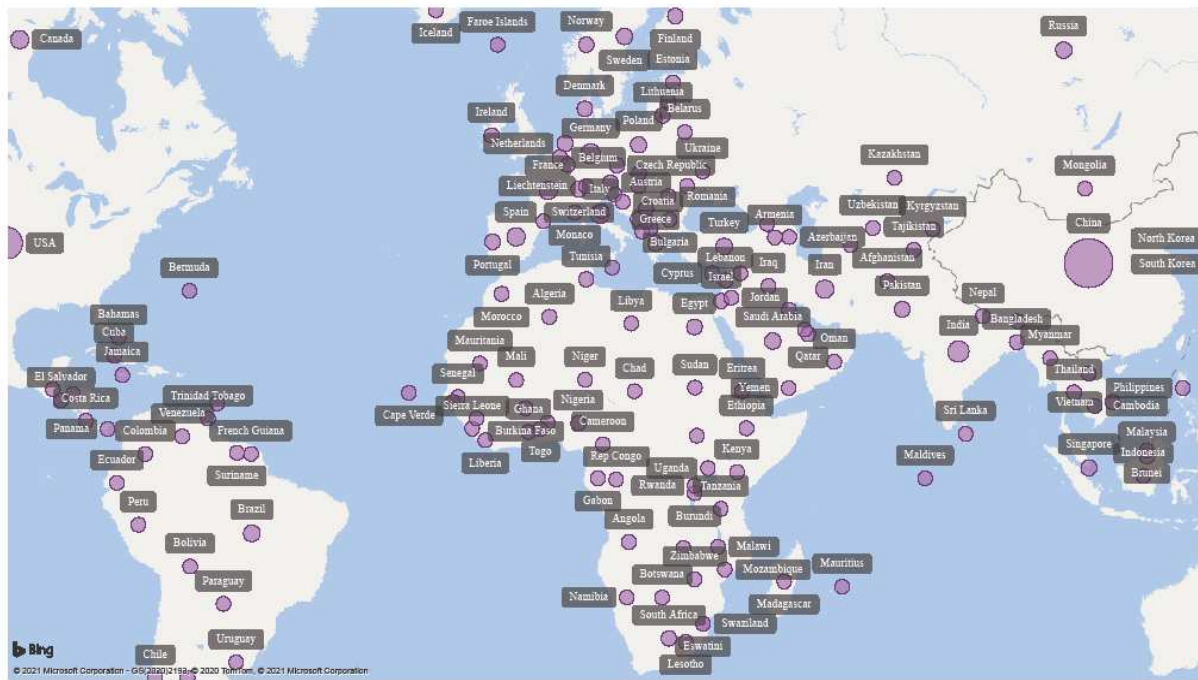 Iceland
Faroe Islands
Norway
Finland
Russia
Canada
Sweden
Estonia
Denmark
Lithuania
Belarus
Ireland
Germany
Poland
Netherlands
Ukraine
Kazakhstan
Mongolia
France
Belgium
Czech Republic
Liechtenstein
Italy
Austria
Romania
Croatia
Uzbekistan
Kyrgyzstan
Spain
Switzerland
Greece
Turkey
Armenia
Tajikistan
China
USA
Monaco
Bulgaria
Azerbaijan
North Korea
Bermuda
Portugal
Tunisia
Lebanon
Iraq
Iran
Afghanistan
South Korea
Cyprus
Israel
Pakistan
Algeria
Libya
Egypt
Jordan
Nepal
Bahamas
Morocco
Saudi Arabia
India
Bangladesh
Cuba
Mauritania
Oman
Myanmar
Jamaica
Mali
Niger
Chad
Sudan
Eritrea
Qatar
Thailand
El Salvador
Senegal
Yemen
Philippines
Costa Rica
Trinidad Tobago
Nigeria
Ethiopia
Cape Verde
Sierra Leone
Ghana
Vietnam
Cambodia
Venezuela
Sri Lanka
Panama
Colombia
French Guiana
Burkina Faso
Cameroon
Malaysia
Liberia
Togo
Kenya
Singapore
Indonesia
Ecuador
Rep Congo
Uganda
Maldives
Brunei
Suriname
Rwanda
Tanzania
Peru
Brazil
Gabon
Burundi
Angola
Bolivia
Zimbabwe
Malawi
Mauritius
Paraguay
Botswana
Mozambique
Namibia
Madagascar
South Africa
Swaziland
Uruguay
Eswatini
Chile
Lesotho
Bing
© 2021 Microsoft Corporation - GS(2020)2193, © 2020 TomTom, © 2021 Microsoft Corporation